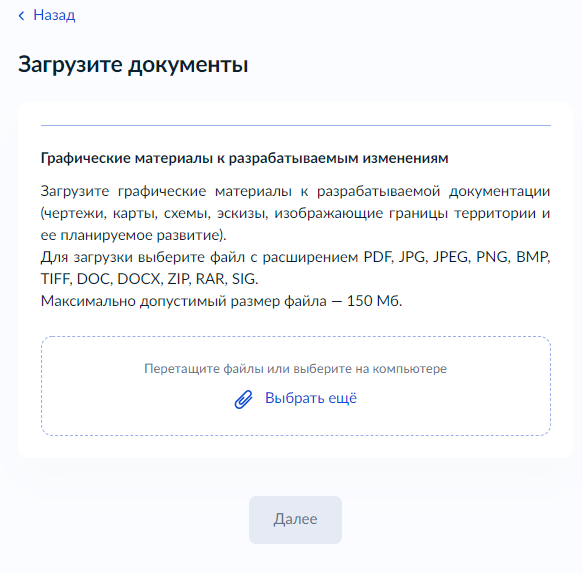 Назад
Загрузите документы
Графические материалы к разрабатываемым изменениям
Загрузите графические материалы к разрабатываемой документации
(чертежи, карты, схемы, эскизы, изображающие границы территории и
ее планируемое развитие).
Для загрузки выберите файл с расширением PDF, JPG, JPEG, PNG, BMP,
TIFF, DOC, DOCX, ZIP, RAR, SIG.
Максимально допустимый размер файла — 150 Мб.
Перетащите файлы или выберите на компьютере
Выбрать ещё
Далее